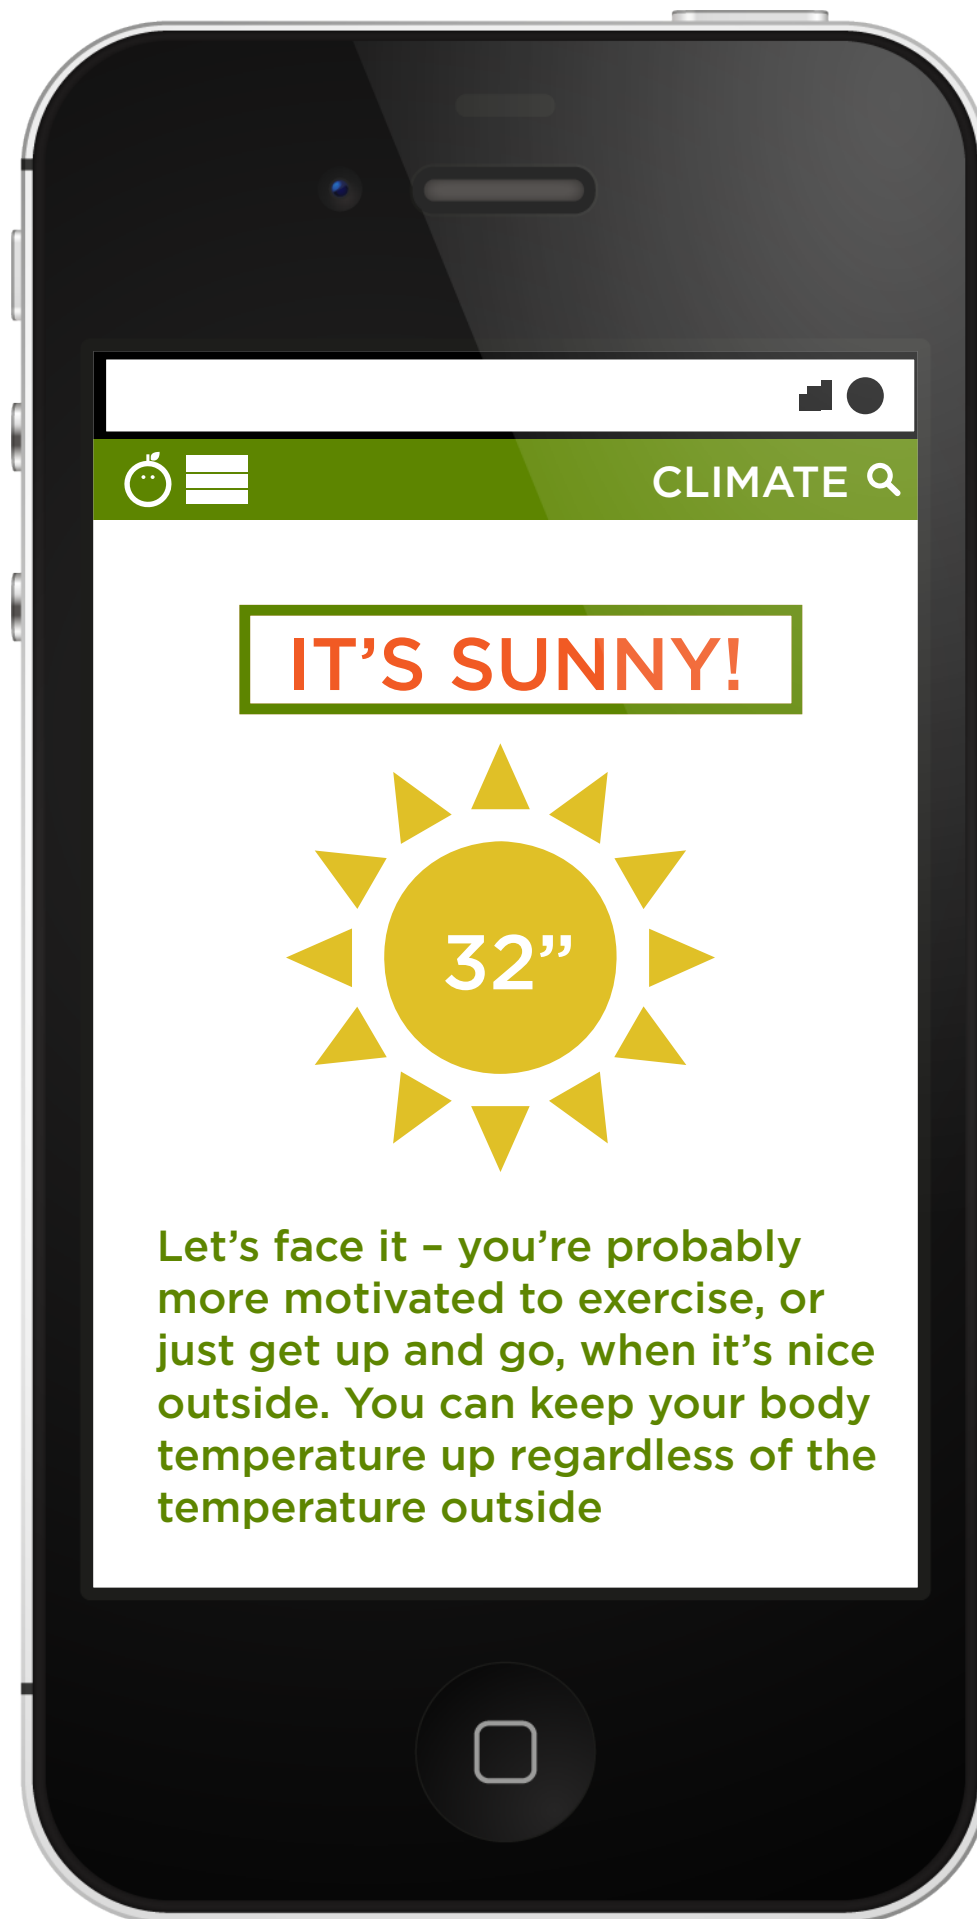 CLIMATE
IT’S SUNNY!
32”
Let’s face it – you’re probably
more motivated to exercise, or
just get up and go, when it’s nice
outside. You can keep your body
temperature up regardless of the
temperature outside